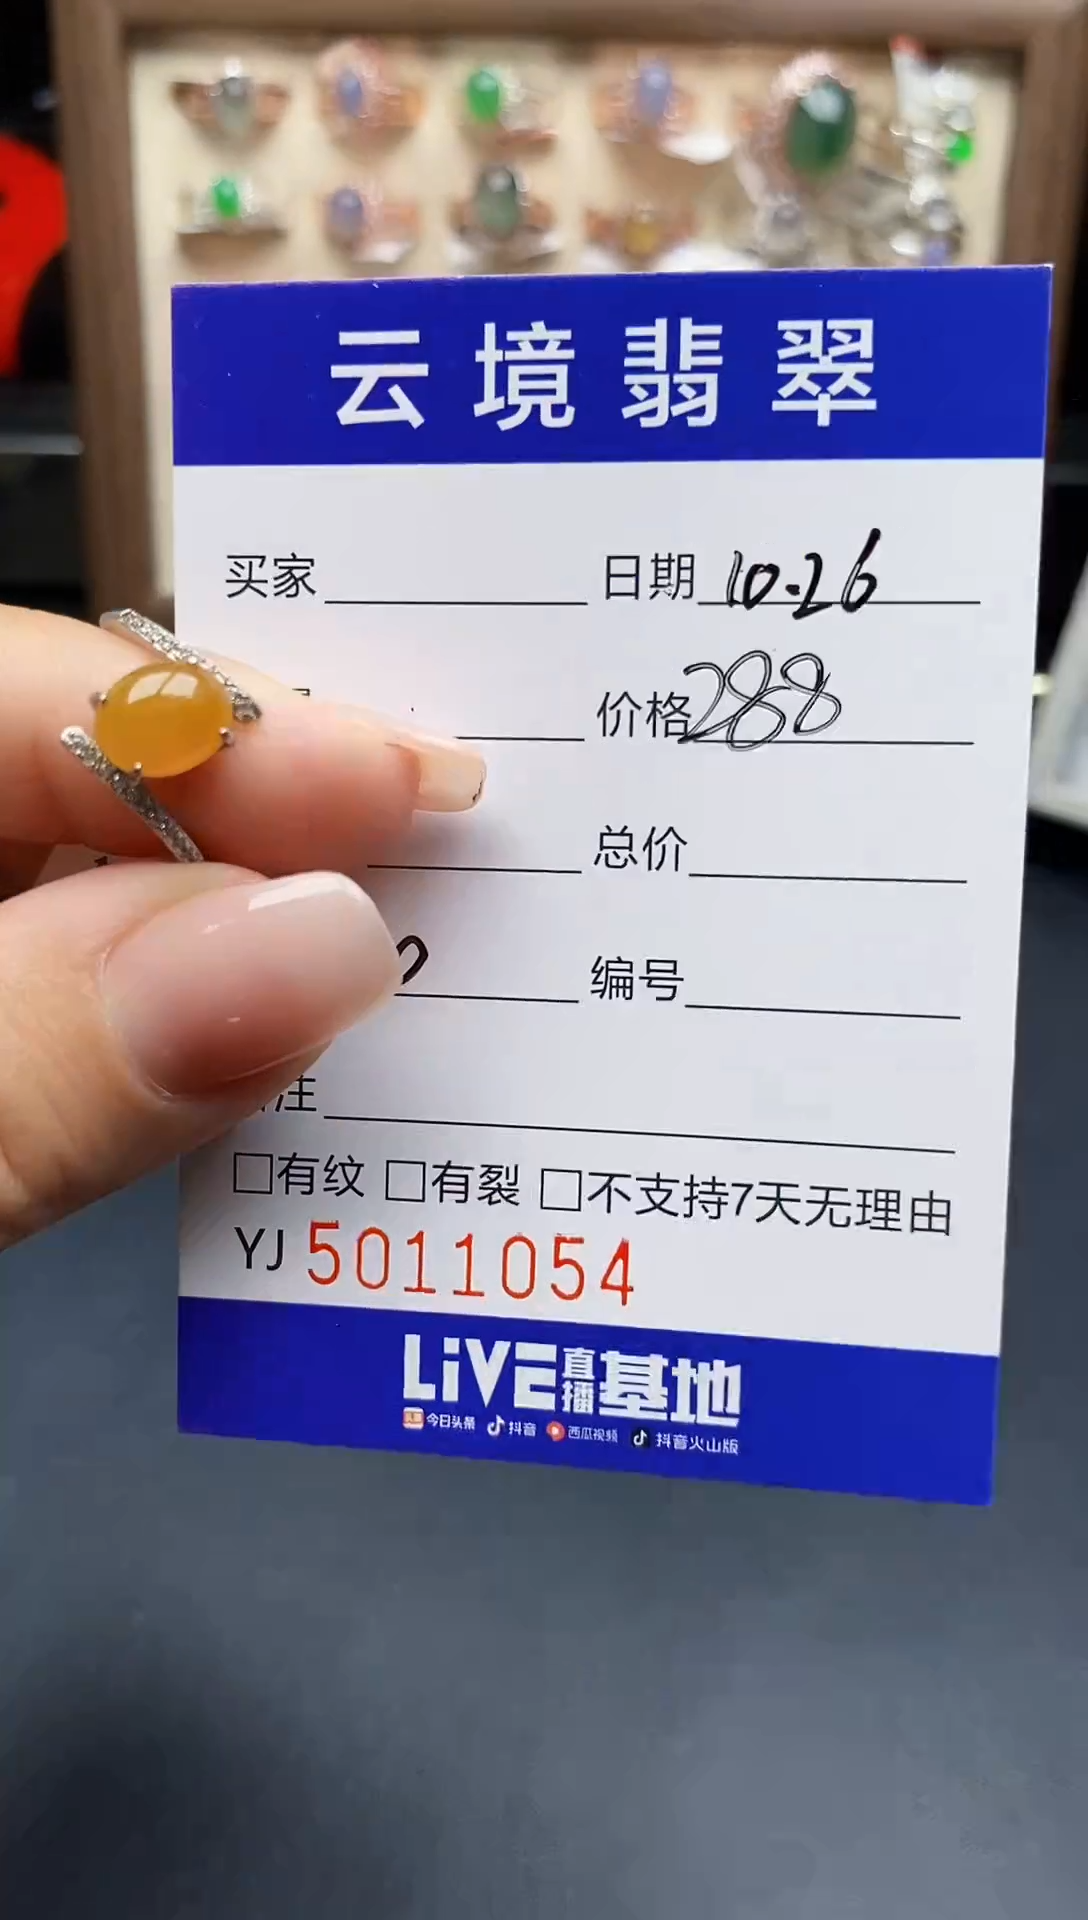 云境翡翠
买家 日期 10.26
价格 288
总价
编号
注
□有纹 □有裂 □不支持7天无理由
YJ 5011054
LiVE直播基地
今日头条 抖音 西瓜视频 抖音火山版